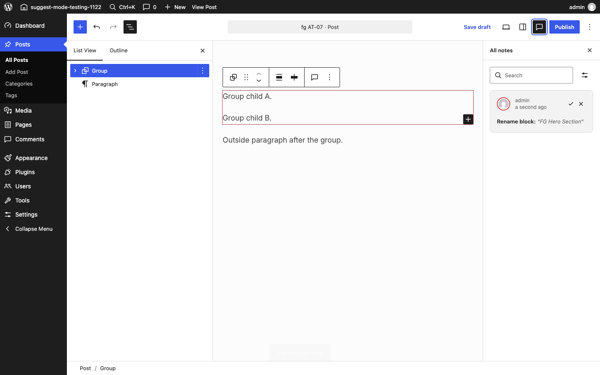 suggest-mode-testing-1122
Ctrl+K
0
New
View Post
admin
Dashboard
Posts
All Posts
Add Post
Categories
Tags
Media
Pages
Comments
Appearance
Plugins
Users
Tools
Settings
Collapse Menu
fg AT-07 · Post
Save draft
Publish
List View
Outline
Group
Paragraph
Group child A.
Group child B.
Outside paragraph after the group.
All notes
Search
admin
a second ago
Rename block: "FG Hero Section"
Post / Group